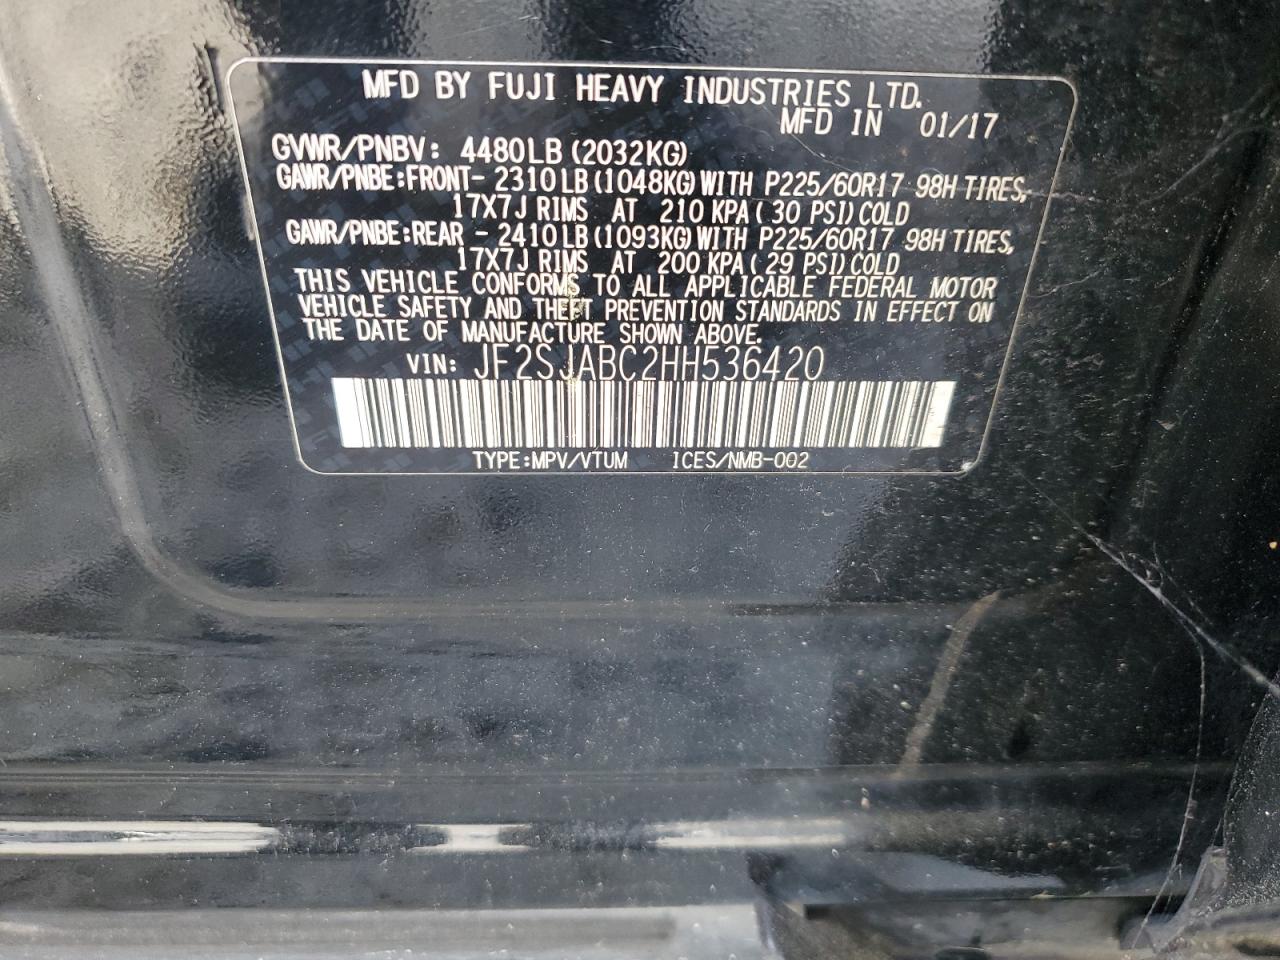 MFD BY FUJI HEAVY INDUSTRIES LTD.
MFD IN 01/17
GVWR/PNBV: 4480LB (2032KG)
GAWR/PNBE:FRONT- 2310LB (1048KG) WITH P225/60R17 98H TIRES,
17X7J RIMS AT 210 KPA ( 30 PSI) COLD
GAWR/PNBE:REAR - 2410LB (1093KG) WITH P225/60R17 98H TIRES,
17X7J RIMS AT 200 KPA ( 29 PSI) COLD
THIS VEHICLE CONFORMS TO ALL APPLICABLE FEDERAL MOTOR
VEHICLE SAFETY AND THEFT PREVENTION STANDARDS IN EFFECT ON
THE DATE OF MANUFACTURE SHOWN ABOVE.
VIN: JF2SJABC2HH536420
TYPE:MPV/VTUM ICES/NMB-002